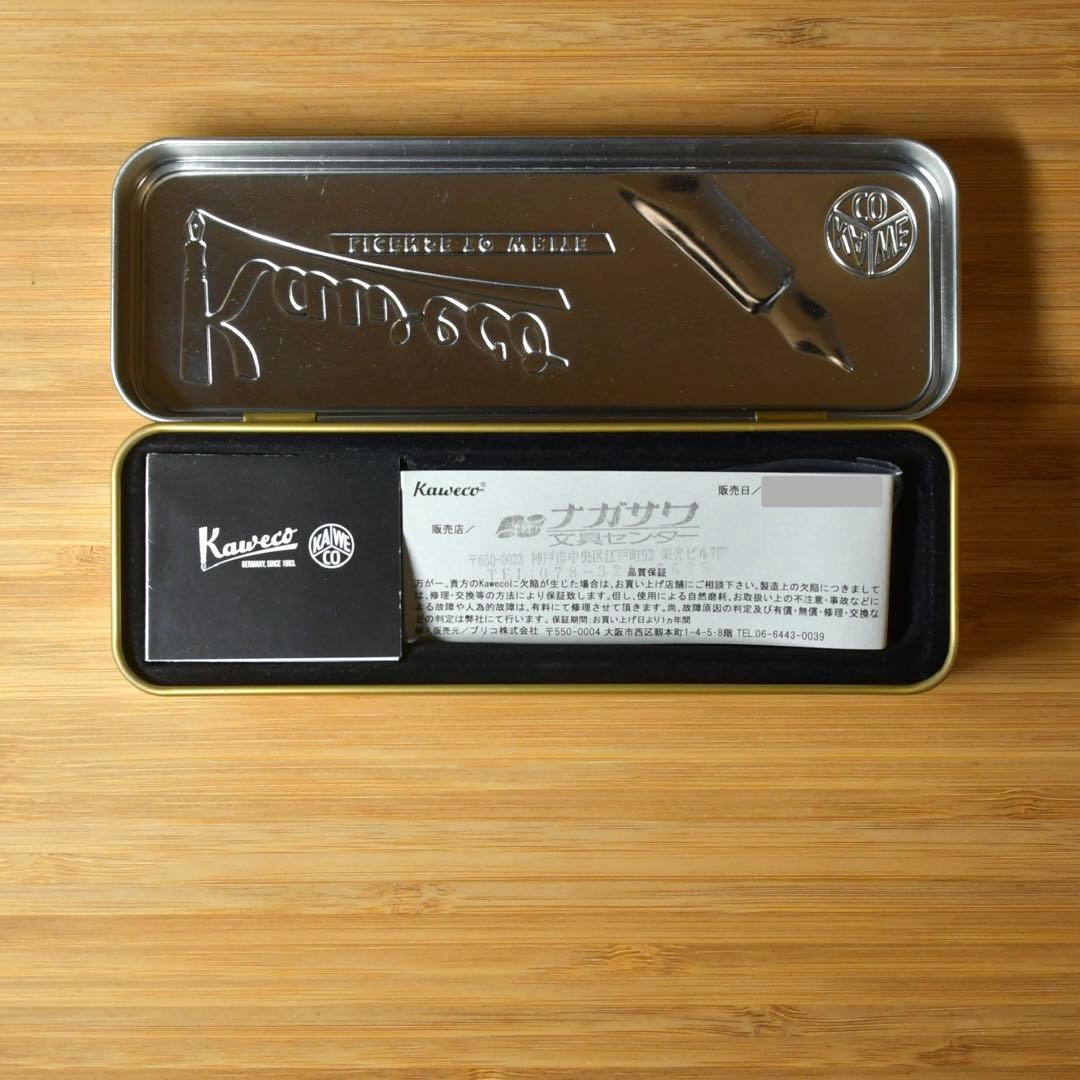 LICENSE TO WRITE
Kaweco
CO
KA WE
Kaweco
GERMANY, SINCE 1883.
KA WE
CO
Kaweco®
販売日/
販売店/
ナガサワ
文具センター
〒650-0033 神戸市中央区江戸町93 栄光ビル7階
TEL 078-32
品質保証
万が一、貴方のKawecoに欠陥が生じた場合は、お買い上げ店舗にご相談下さい。製造上の欠陥につきまして
は、修理・交換等の方法により保証致します。但し、使用による自然磨耗、お取扱い上の不注意・事故などに
よる故障や人為的故障は、有料にて修理させて頂きます。尚、故障原因の判定及び有償・無償・修理・交換な
どの判定は弊社にて行います。保証期間:お買い上げ日より1ヵ年間
輸入販売元/プリコ株式会社 〒550-0004 大阪市西区靱本町1-4-5・8階 TEL.06-6443-0039